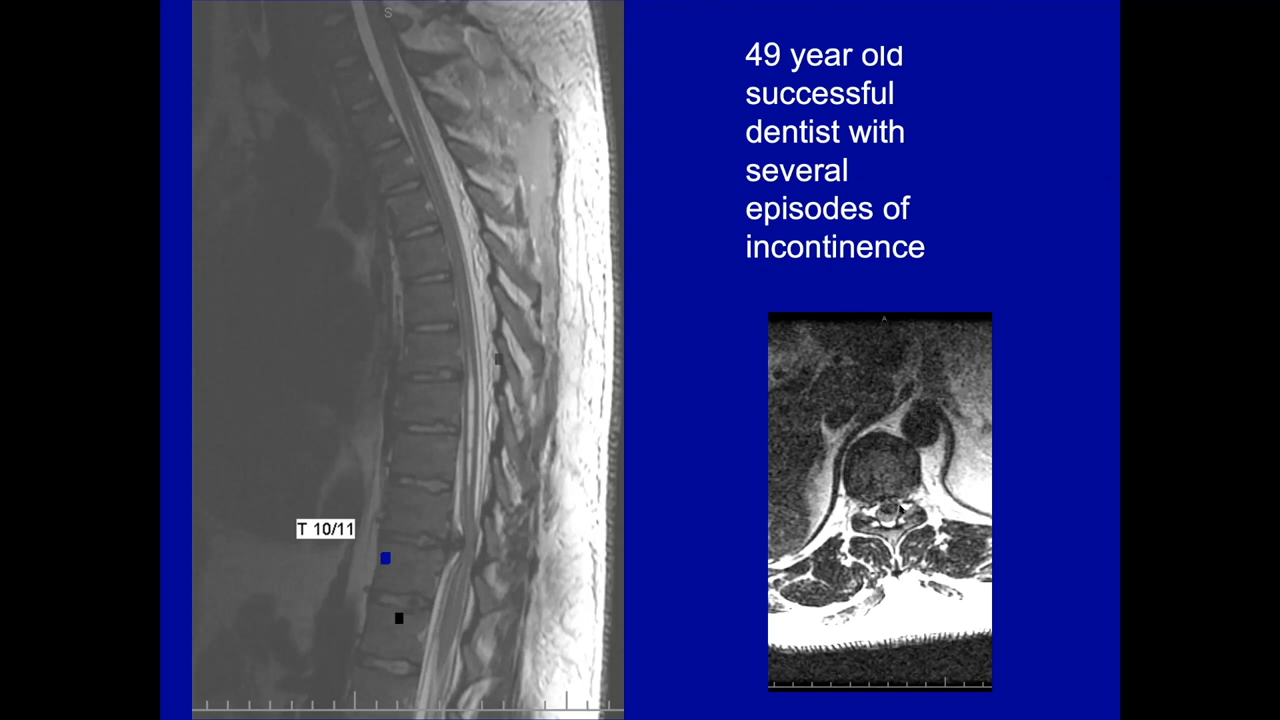 S
49 year old
successful
dentist with
several
episodes of
incontinence
A
T 10/11